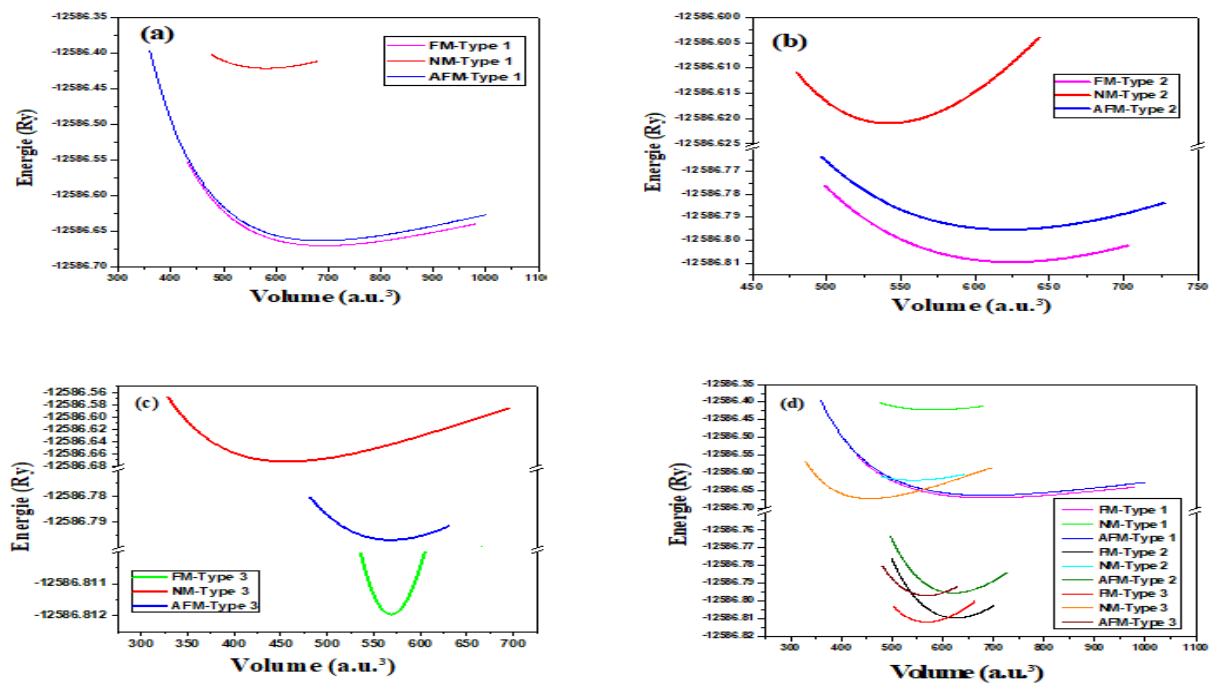 (a)
Energie (Ry)
-12586.35
-12586.40
-12586.45
-12586.50
-12586.55
-12586.60
-12586.65
-12586.70
FM-Type 1
NM-Type 1
AFM-Type 1
300 400 500 600 700 800 900 1000 1100
Volume (a.u.³)
(b)
Energie (Ry)
-12586.600
-12586.605
-12586.610
-12586.615
-12586.620
-12586.625
-12586.77
-12586.78
-12586.79
-12586.80
-12586.81
FM-Type 2
NM-Type 2
AFM-Type 2
450 500 550 600 650 700 750
Volume (a.u.³)
(c)
Energie (Ry)
-12586.56
-12586.58
-12586.60
-12586.62
-12586.64
-12586.66
-12586.68
-12586.78
-12586.79
-12586.811
-12586.812
FM-Type 3
NM-Type 3
AFM-Type 3
300 350 400 450 500 550 600 650 700
Volume (a.u.³)
(d)
Energie (Ry)
-12586.35
-12586.40
-12586.45
-12586.50
-12586.55
-12586.60
-12586.65
-12586.70
-12586.76
-12586.78
-12586.79
-12586.80
-12586.81
-12586.82
FM-Type 1
NM-Type 1
AFM-Type 1
FM-Type 2
NM-Type 2
AFM-Type 2
FM-Type 3
NM-Type 3
AFM-Type 3
300 400 500 600 700 800 900 1000 1100
Volume (a.u.³)